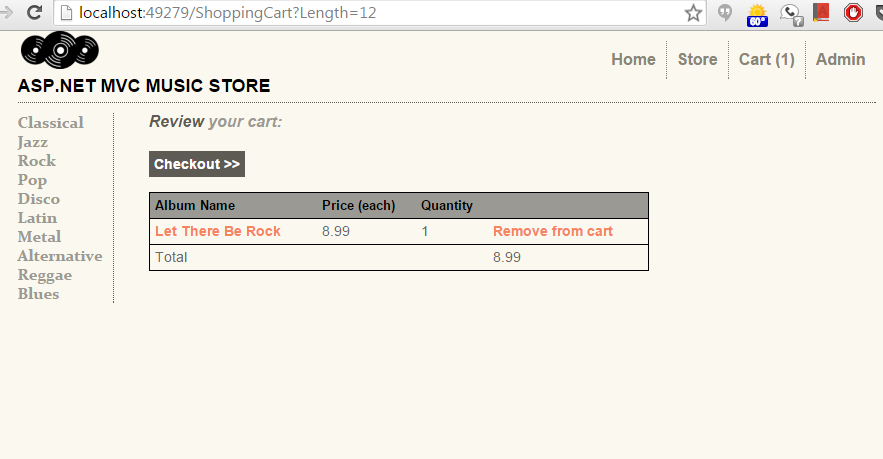 localhost:49279/ShoppingCart?Length=12
60°
ASP.NET MVC MUSIC STORE
Home Store Cart (1) Admin
Classical
Jazz
Rock
Pop
Disco
Latin
Metal
Alternative
Reggae
Blues
Review your cart:
Checkout >>
Album Name Price (each) Quantity
Let There Be Rock 8.99 1 Remove from cart
Total 8.99